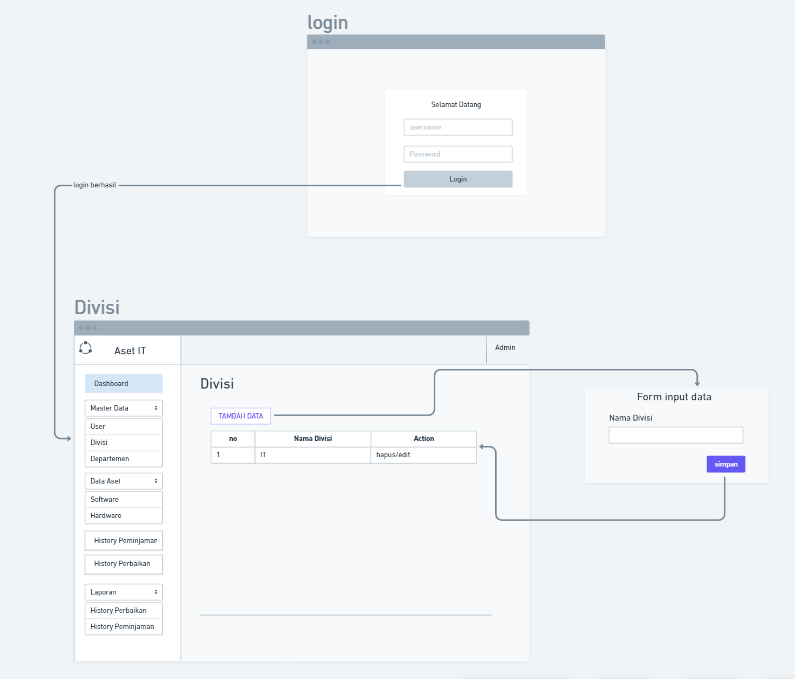 login
Selamat Datang
username
Password
Login
login berhasil
Divisi
Aset IT
Admin
Dashboard
Master Data
User
Divisi
Departemen
Data Aset
Software
Hardware
History Peminjaman
History Perbaikan
Laporan
History Perbaikan
History Peminjaman
Divisi
TAMBAH DATA
no Nama Divisi Action
1 IT hapus/edit
Form input data
Nama Divisi
simpan